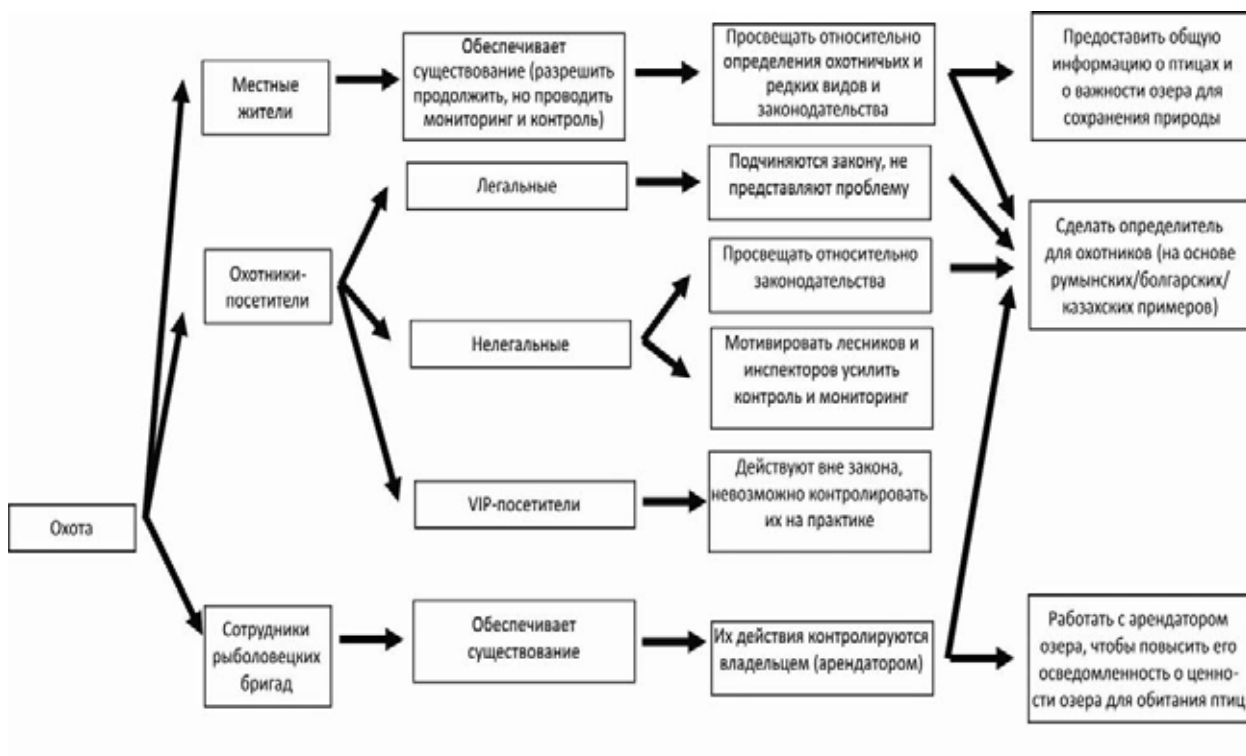 Местные
жители
Обеспечивает
существование (разрешить
продолжить, но проводить
мониторинг и контроль)
Просвещать относительно
определения охотничьих и
редких видов и
законодательства
Предоставить общую
информацию о птицах и
о важности озера для
сохранения природы
Легальные
Подчиняются закону, не
представляют проблему
Охотники-
посетители
Просвещать относительно
законодательства
Сделать определитель
для охотников (на основе
румынских/болгарских/
казахских примеров)
Нелегальные
Мотивировать лесников и
инспекторов усилить
контроль и мониторинг
VIP-посетители
Действуют вне закона,
невозможно контролировать
их на практике
Охота
Сотрудники
рыболовецких
бригад
Обеспечивает
существование
Их действия контролируются
владельцем (арендатором)
Работать с арендатором
озера, чтобы повысить его
осведомленность о ценно-
сти озера для обитания птиц